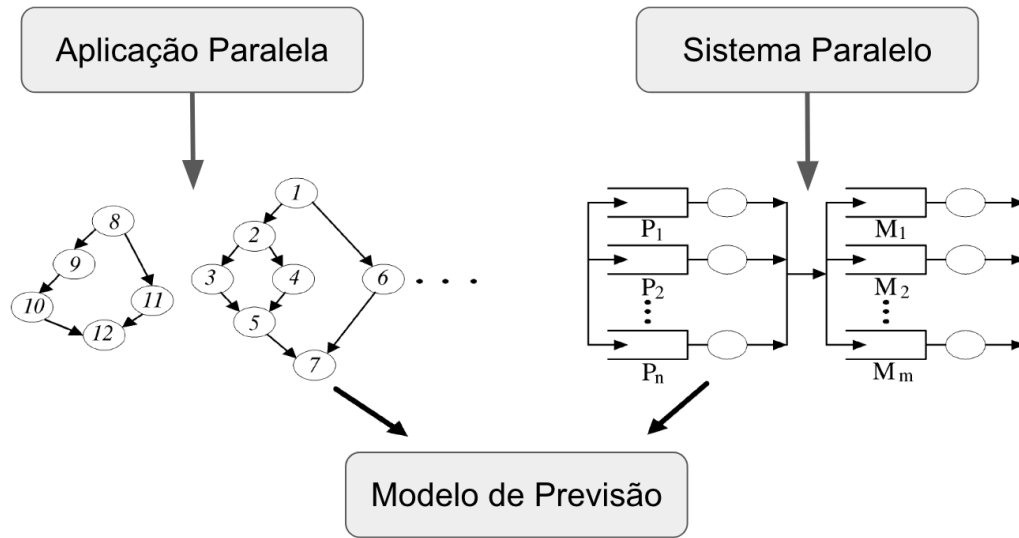 Aplicação Paralela
Sistema Paralelo
1
8
2
9
3
4
6
10
11
5
12
7
. . .
P1
P2
Pn
M1
M2
Mm
Modelo de Previsão